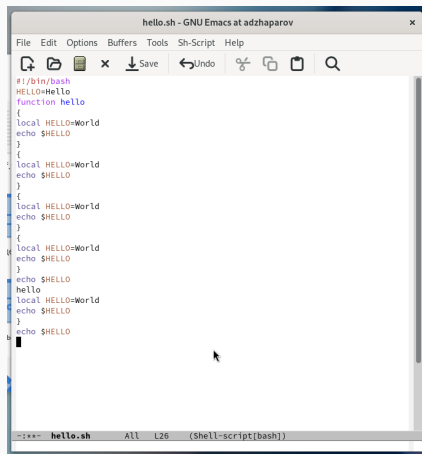 hello.sh - GNU Emacs at adzhaparov
×
File Edit Options Buffers Tools Sh-Script Help
Save Undo
#!/bin/bash
HELLO=Hello
function hello
{
local HELLO=World
echo $HELLO
}
{
local HELLO=World
echo $HELLO
}
{
local HELLO=World
echo $HELLO
}
{
local HELLO=World
echo $HELLO
}
echo $HELLO
hello
local HELLO=World
echo $HELLO
}
echo $HELLO
-:**- hello.sh All L26 (Shell-script[bash])